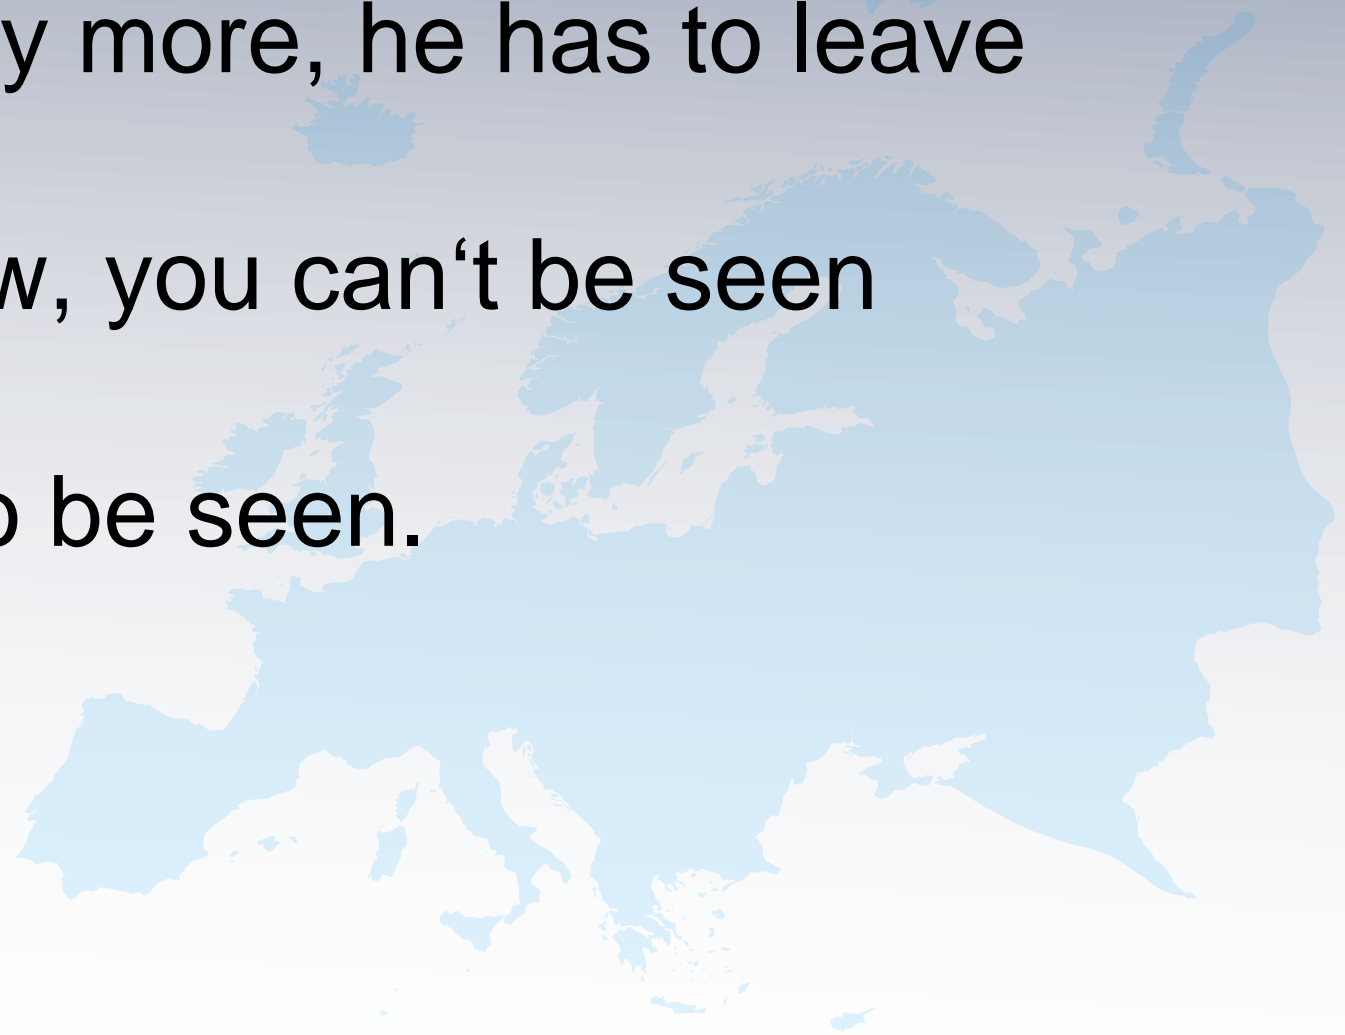 y more, he has to leave
w, you can‘t be seen
o be seen.